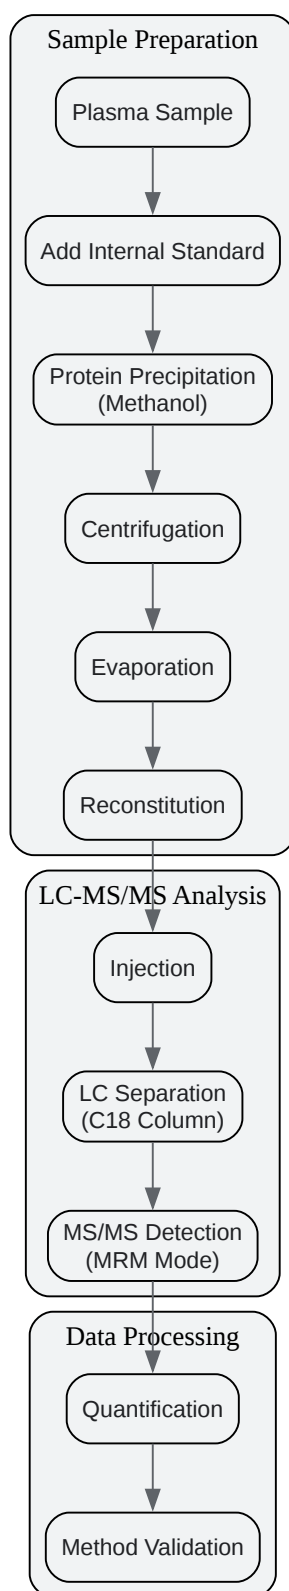 Sample Preparation
Plasma Sample
Add Internal Standard
Protein Precipitation
(Methanol)
Centrifugation
Evaporation
Reconstitution
LC-MS/MS Analysis
Injection
LC Separation
(C18 Column)
MS/MS Detection
(MRM Mode)
Data Processing
Quantification
Method Validation